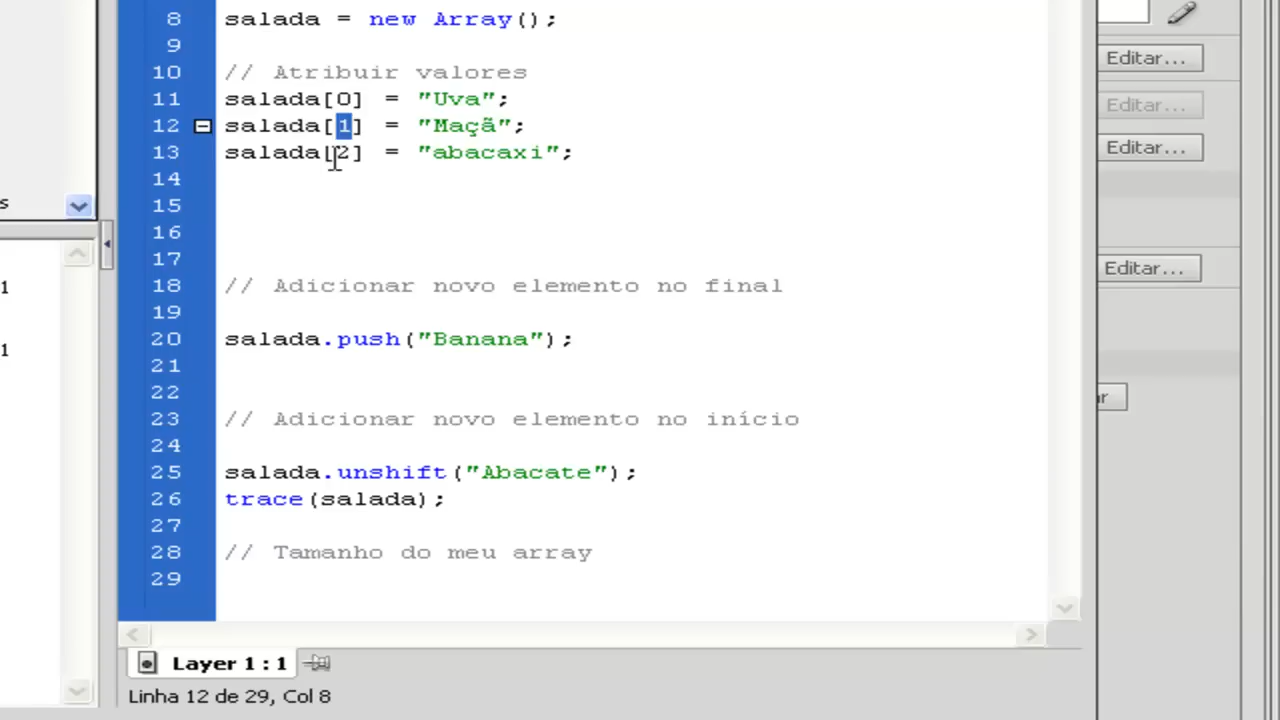 8 salada = new Array();
9
10 // Atribuir valores
11 salada[0] = "Uva";
12 salada[1] = "Maçã";
13 salada[2] = "abacaxi";
14
15
16
17
18 // Adicionar novo elemento no final
19
20 salada.push("Banana");
21
22
23 // Adicionar novo elemento no início
24
25 salada.unshift("Abacate");
26 trace(salada);
27
28 // Tamanho do meu array
29
Layer 1 : 1
Linha 12 de 29, Col 8
Editar...
Editar...
Editar...
Editar...
r
s
1
1